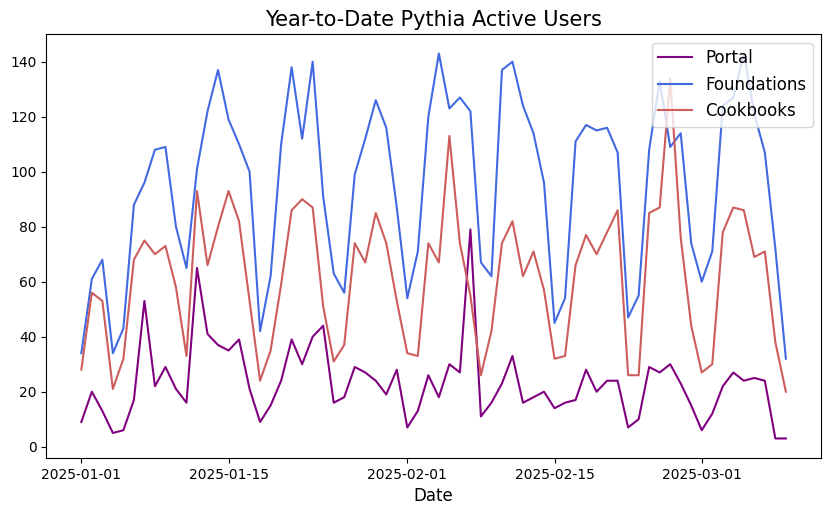 Year-to-Date Pythia Active Users
Portal
Foundations
Cookbooks
140
120
100
80
60
40
20
0
2025-01-01
2025-01-15
2025-02-01
2025-02-15
2025-03-01
Date